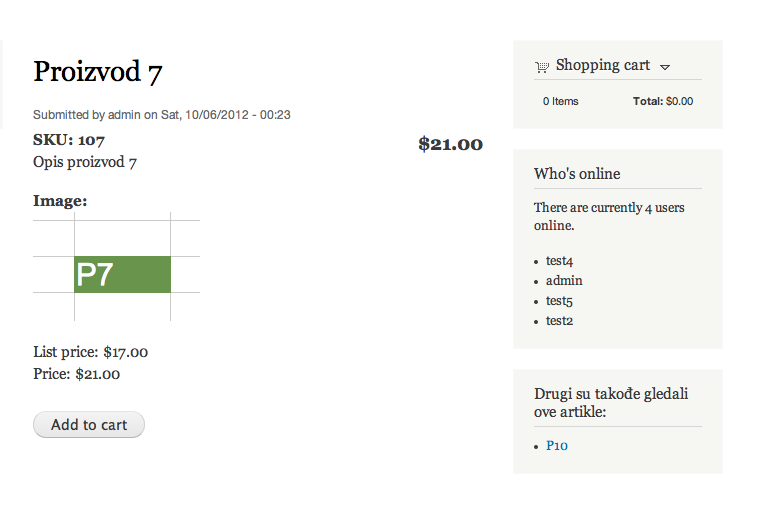 Proizvod 7
Submitted by admin on Sat, 10/06/2012 - 00:23
SKU: 107
$21.00
Opis proizvod 7
Image:
P7
List price: $17.00
Price: $21.00
Add to cart
Shopping cart
0 Items Total: $0.00
Who's online
There are currently 4 users
online.
test4
admin
test5
test2
Drugi su takođe gledali
ove artikle:
P10